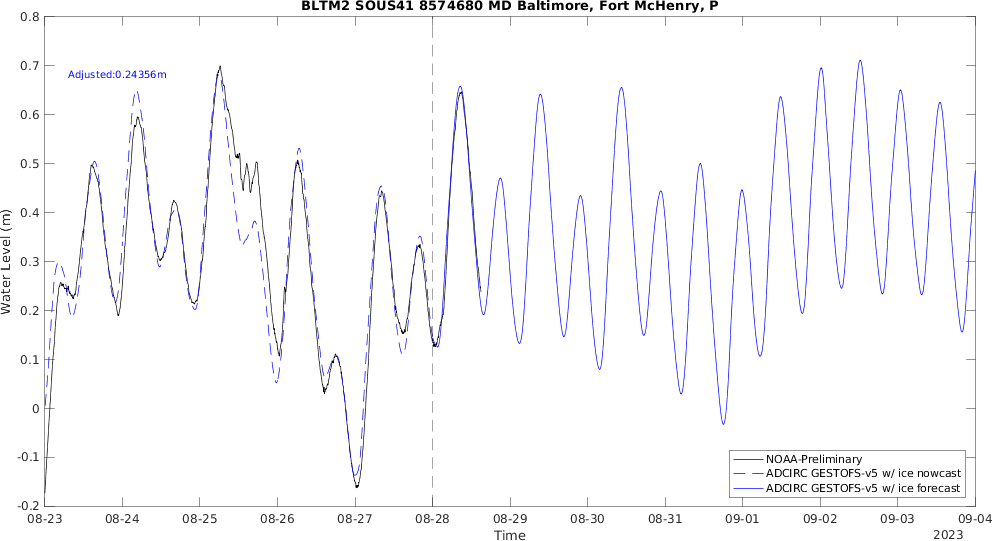 BLTM2 SOUS41 8574680 MD Baltimore, Fort McHenry, P
Adjusted:0.24356m
Water Level (m)
0.8
0.7
0.6
0.5
0.4
0.3
0.2
0.1
0
-0.1
-0.2
NOAA-Preliminary
ADCIRC GESTOFS-v5 w/ ice nowcast
ADCIRC GESTOFS-v5 w/ ice forecast
08-23 08-24 08-25 08-26 08-27 08-28 08-29 08-30 08-31 09-01 09-02 09-03 09-04
Time
2023